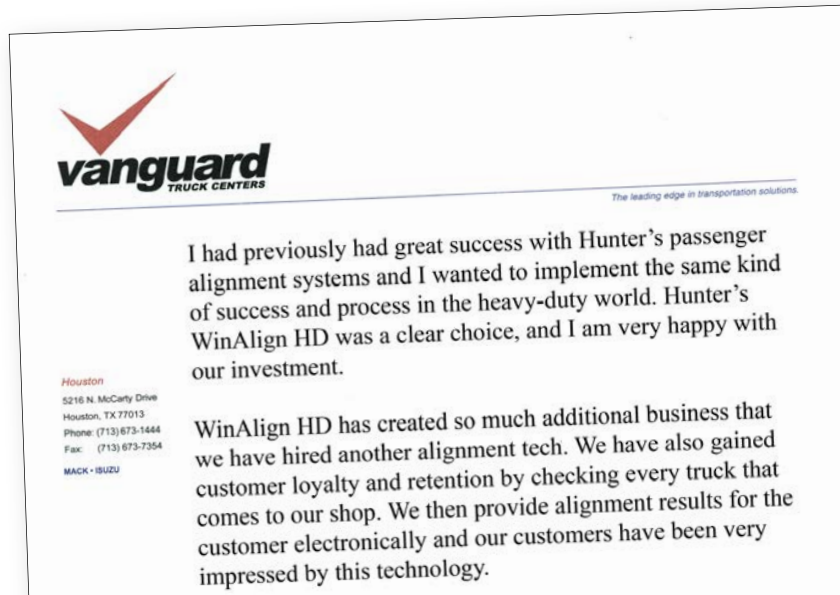 vanguard
TRUCK CENTERS
The leading edge in transportation solutions.
I had previously had great success with Hunter's passenger
alignment systems and I wanted to implement the same kind
of success and process in the heavy-duty world. Hunter's
WinAlign HD was a clear choice, and I am very happy with
our investment.
Houston
5216 N. McCarty Drive
Houston, TX 77013
Phone: (713) 673-1444
Fax: (713) 673-7354
MACK • ISUZU
WinAlign HD has created so much additional business that
we have hired another alignment tech. We have also gained
customer loyalty and retention by checking every truck that
comes to our shop. We then provide alignment results for the
customer electronically and our customers have been very
impressed by this technology.